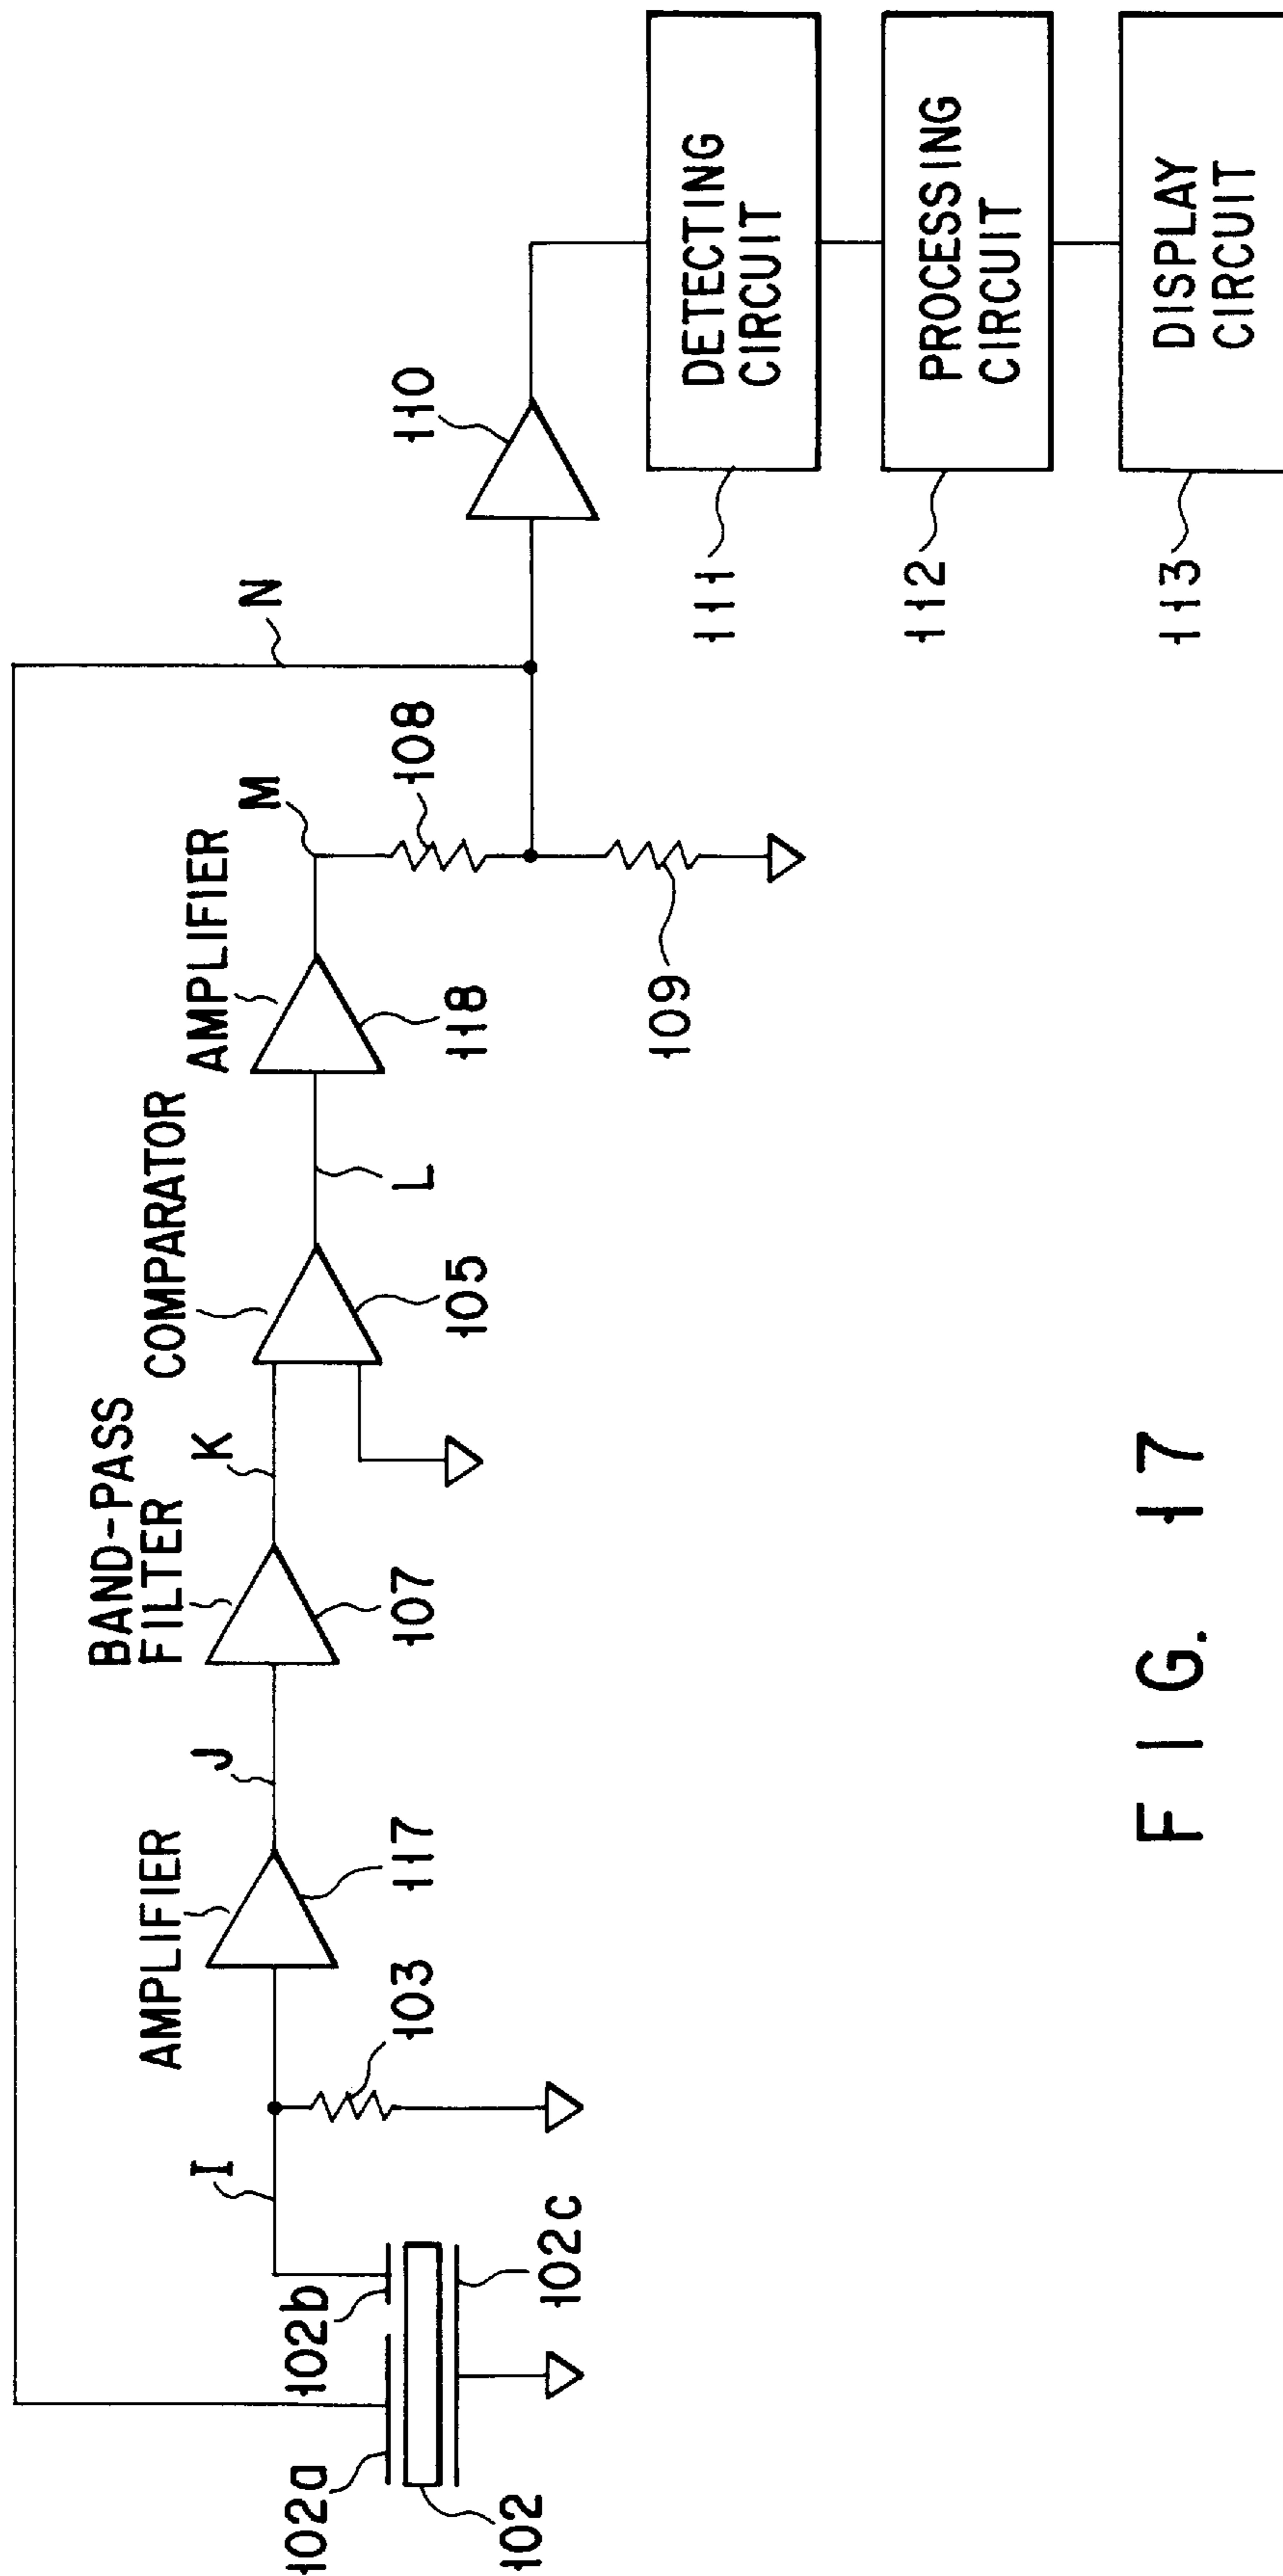 N
M
108
110
AMPLIFIER
118
109
COMPARATOR
L
105
BAND-PASS
FILTER
K
107
AMPLIFIER
J
117
103
I
102a
102b
102c
102
DETECTING
CIRCUIT
111
PROCESSING
CIRCUIT
112
DISPLAY
CIRCUIT
113
FIG. 17